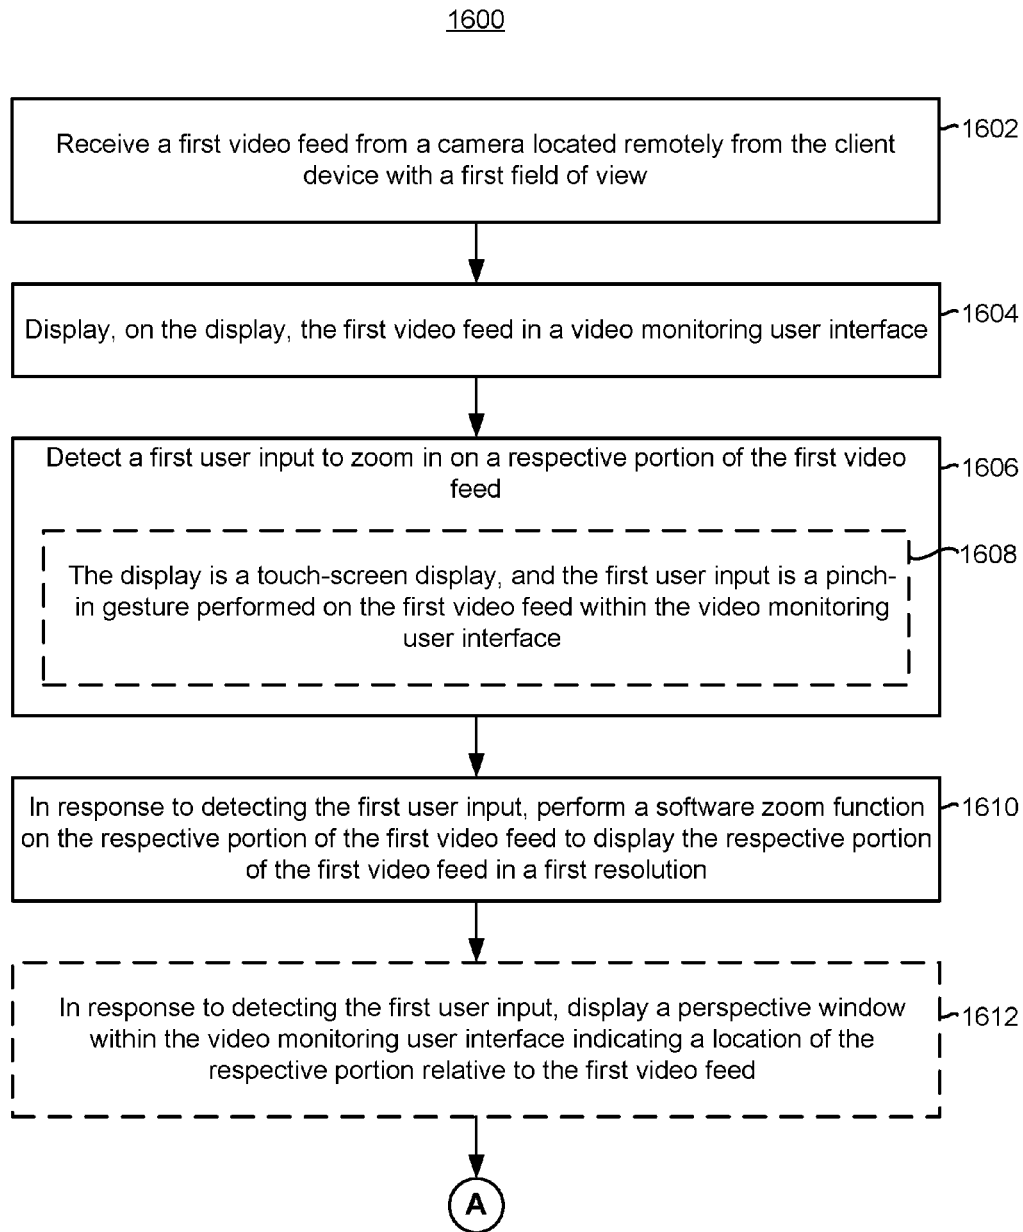 1600
Receive a first video feed from a camera located remotely from the client
device with a first field of view
1602
Display, on the display, the first video feed in a video monitoring user interface
1604
Detect a first user input to zoom in on a respective portion of the first video
feed
1606
The display is a touch-screen display, and the first user input is a pinch-
in gesture performed on the first video feed within the video monitoring
user interface
1608
In response to detecting the first user input, perform a software zoom function
on the respective portion of the first video feed to display the respective portion
of the first video feed in a first resolution
1610
In response to detecting the first user input, display a perspective window
within the video monitoring user interface indicating a location of the
respective portion relative to the first video feed
1612
A